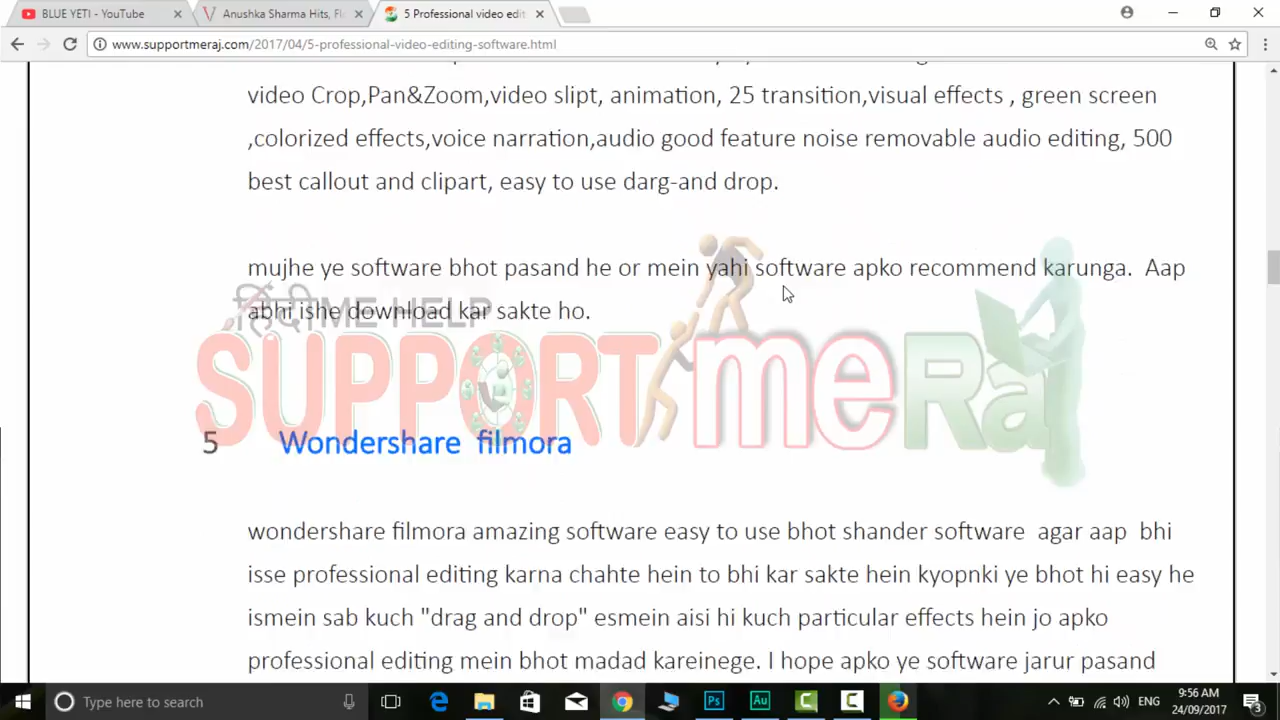 BLUE YETI - YouTube
Anushka Sharma Hits, Fl
5 Professional video edit
www.supportmeraj.com/2017/04/5-professional-video-editing-software.html
video Crop,Pan&Zoom,video slipt, animation, 25 transition,visual effects , green screen
,colorized effects,voice narration,audio good feature noise removable audio editing, 500
best callout and clipart, easy to use darg-and drop.
mujhe ye software bhot pasand he or mein yahi software apko recommend karunga. Aap
abhi ishe download kar sakte ho.
हिंदी ME HELP
SUPPORT me Raj
5 Wondershare filmora
wondershare filmora amazing software easy to use bhot shander software agar aap bhi
isse professional editing karna chahte hein to bhi kar sakte hein kyopnki ye bhot hi easy he
ismein sab kuch "drag and drop" esmein aisi hi kuch particular effects hein jo apko
professional editing mein bhot madad kareinege. I hope apko ye software jarur pasand
Type here to search
Ps
Au
ENG
9:56 AM
24/09/2017
3